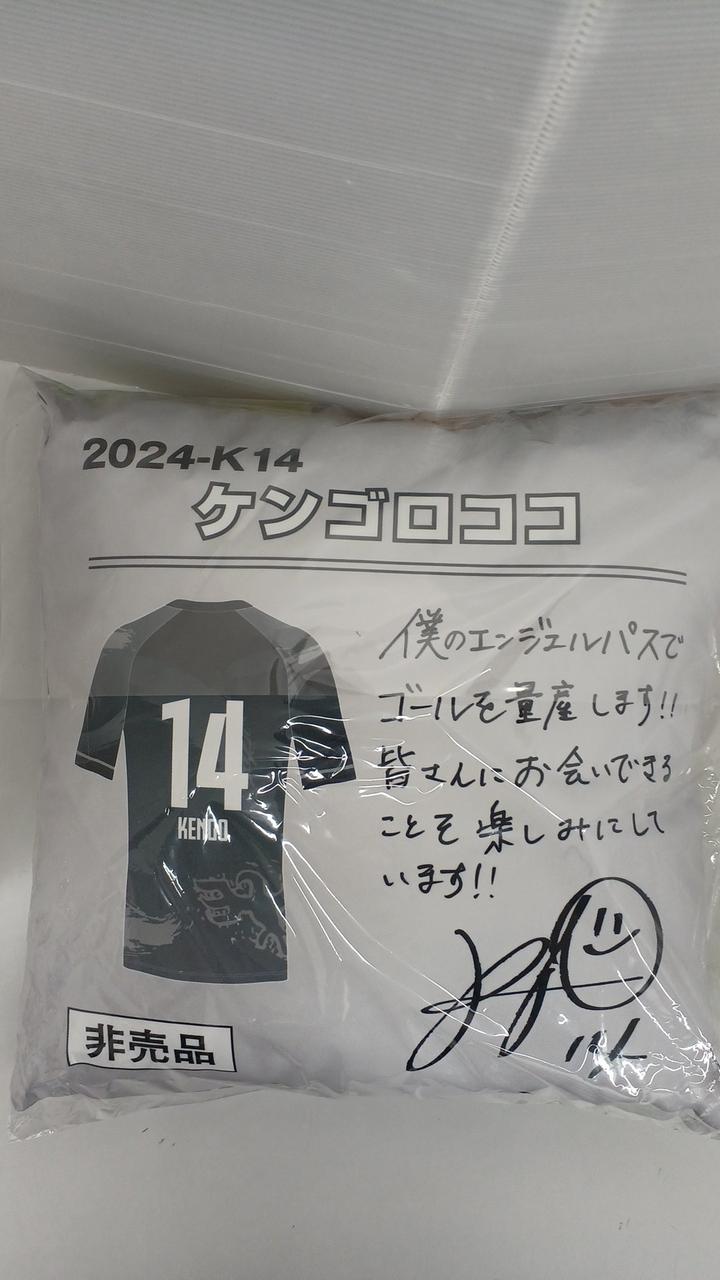 2024-K14
ケンゴロココ
僕のエンジェルパスで
ゴールを量産します!!
皆さんにお会いできる
ことを楽しみにして
います!!
14
KENGO
非売品